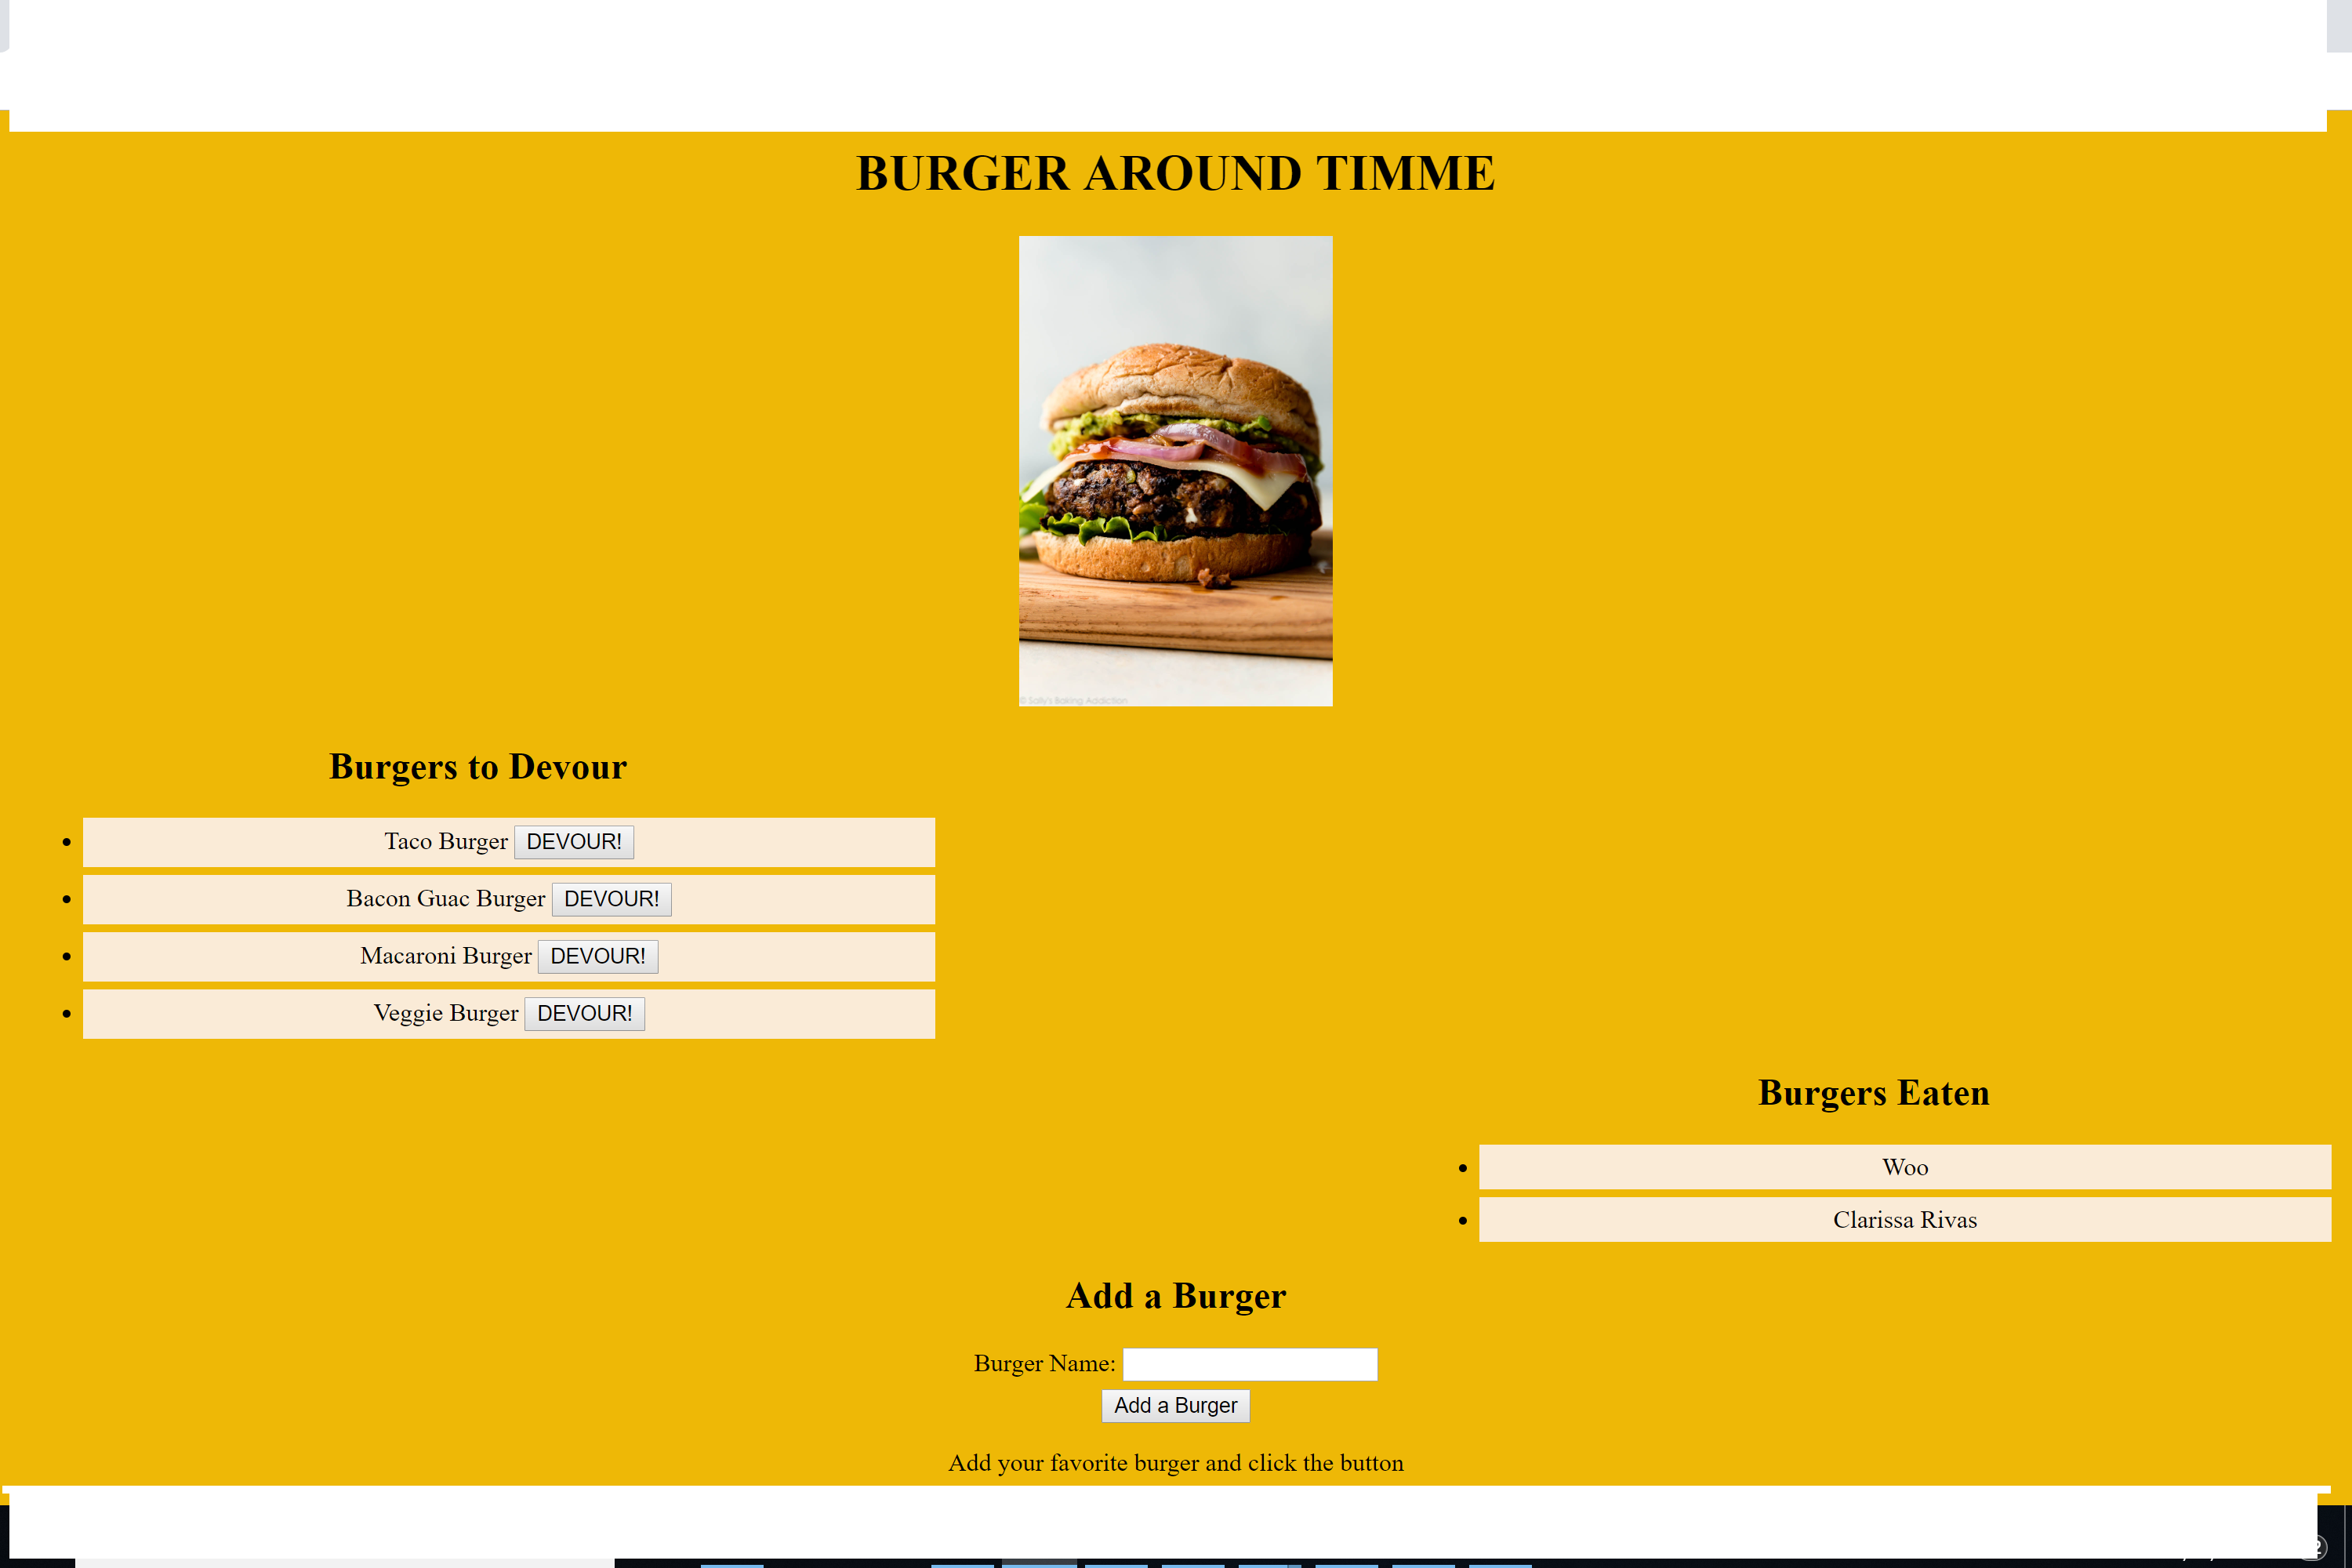 BURGER AROUND TIMME
© Sally's Baking Addiction
Burgers to Devour
Taco Burger DEVOUR!
Bacon Guac Burger DEVOUR!
Macaroni Burger DEVOUR!
Veggie Burger DEVOUR!
Burgers Eaten
Woo
Clarissa Rivas
Add a Burger
Burger Name:
Add a Burger
Add your favorite burger and click the button